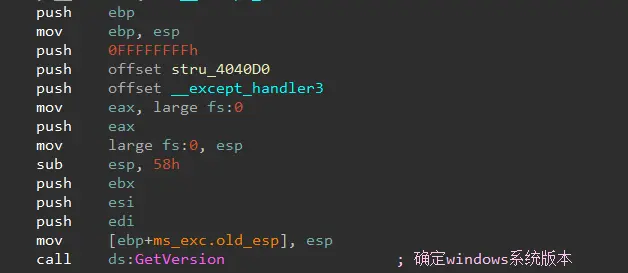 push ebp
mov ebp, esp
push 0FFFFFFFFh
push offset stru_4040D0
push offset __except_handler3
mov eax, large fs:0
push eax
mov large fs:0, esp
sub esp, 58h
push ebx
push esi
push edi
mov [ebp+ms_exc.old_esp], esp
call ds:GetVersion ; 确定windows系统版本